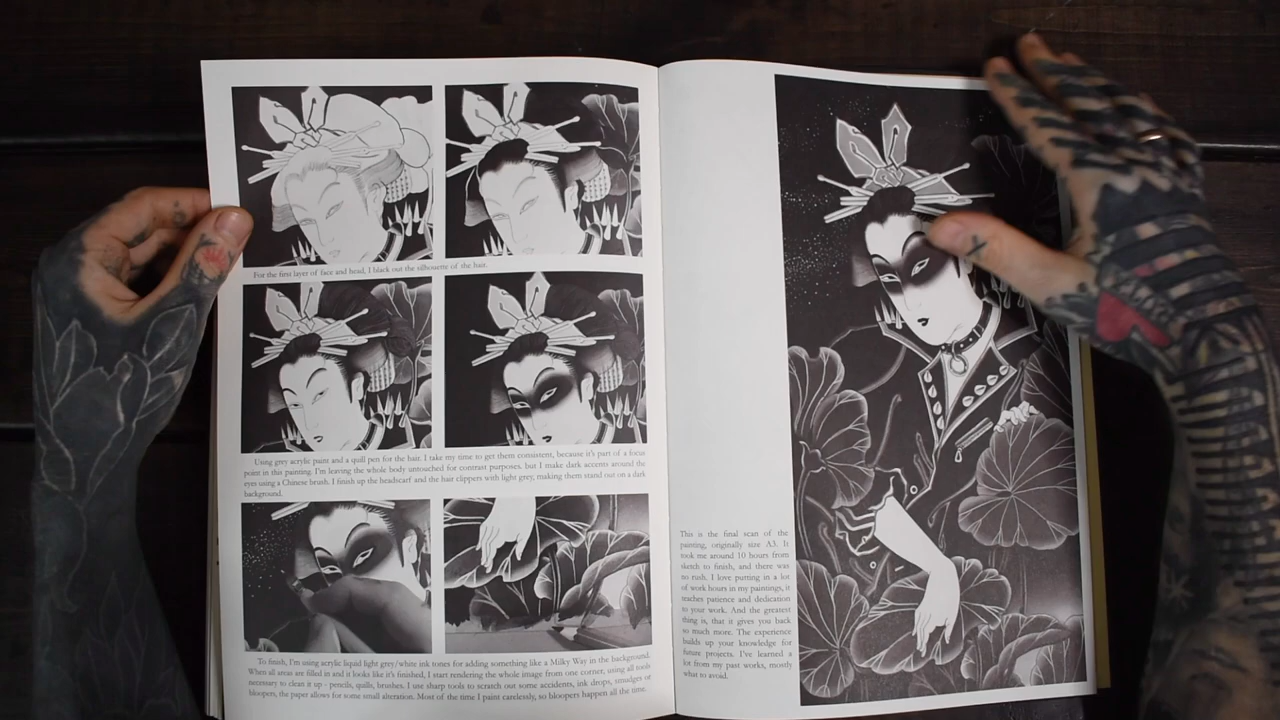 For the first layer of face and head, I black out the silhouette of the hair.
Using grey acrylic paint and a quill pen for the hair. I take my time to get them consistent, because it's part of a focus
point in this painting. I'm leaving the whole body untouched for contrast purposes. but I make dark accents around the
eyes using a Chinese brush. I finish up the headscarf and the hair clippers with light grey, making them stand out on a dark
background.
To finish, I'm using acrylic liquid light grey/white ink tones for adding something like a Milky Way in the background.
When all areas are filled in and it looks like it's finished, I start rendering the whole image from one corner, using all tools
necessary to clean it up - pencils, quills, brushes. I use sharp tools to scratch out some accidents, ink drops, smudges or
bloopers, the paper allows for some small alteration. Most of the time I paint carelessly, so bloopers happen all the time.
This is the final scan of the
painting, originally size A3. It
took me around 10 hours from
sketch to finish, and there was
no rush. I love putting in a lot
of work hours in my paintings, it
teaches patience and dedication
to your work. And the greatest
thing is, that it gives you back
so much more. The experience
builds up your knowledge for
future projects. I've learned a
lot from my past works, mostly
what to avoid.